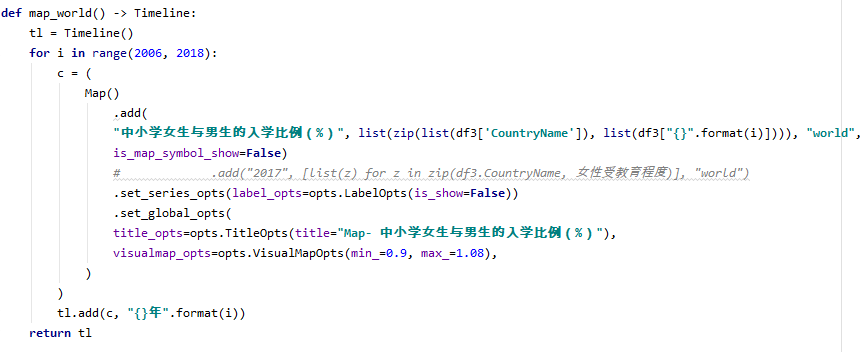 def map_world() -> Timeline:
    tl = Timeline()
    for i in range(2006, 2018):
        c = (
            Map()
                .add(
                "中小学女生与男生的入学比例（%）", list(zip(list(df3['CountryName']), list(df3["{}".format(i)]))), "world",
                is_map_symbol_show=False)
                #             .add("2017", [list(z) for z in zip(df3.CountryName, 女性受教育程度)], "world")
                .set_series_opts(label_opts=opts.LabelOpts(is_show=False))
                .set_global_opts(
                title_opts=opts.TitleOpts(title="Map- 中小学女生与男生的入学比例（%）"),
                visualmap_opts=opts.VisualMapOpts(min_=0.9, max_=1.08),
            )
        )
        tl.add(c, "{}年".format(i))
    return tl